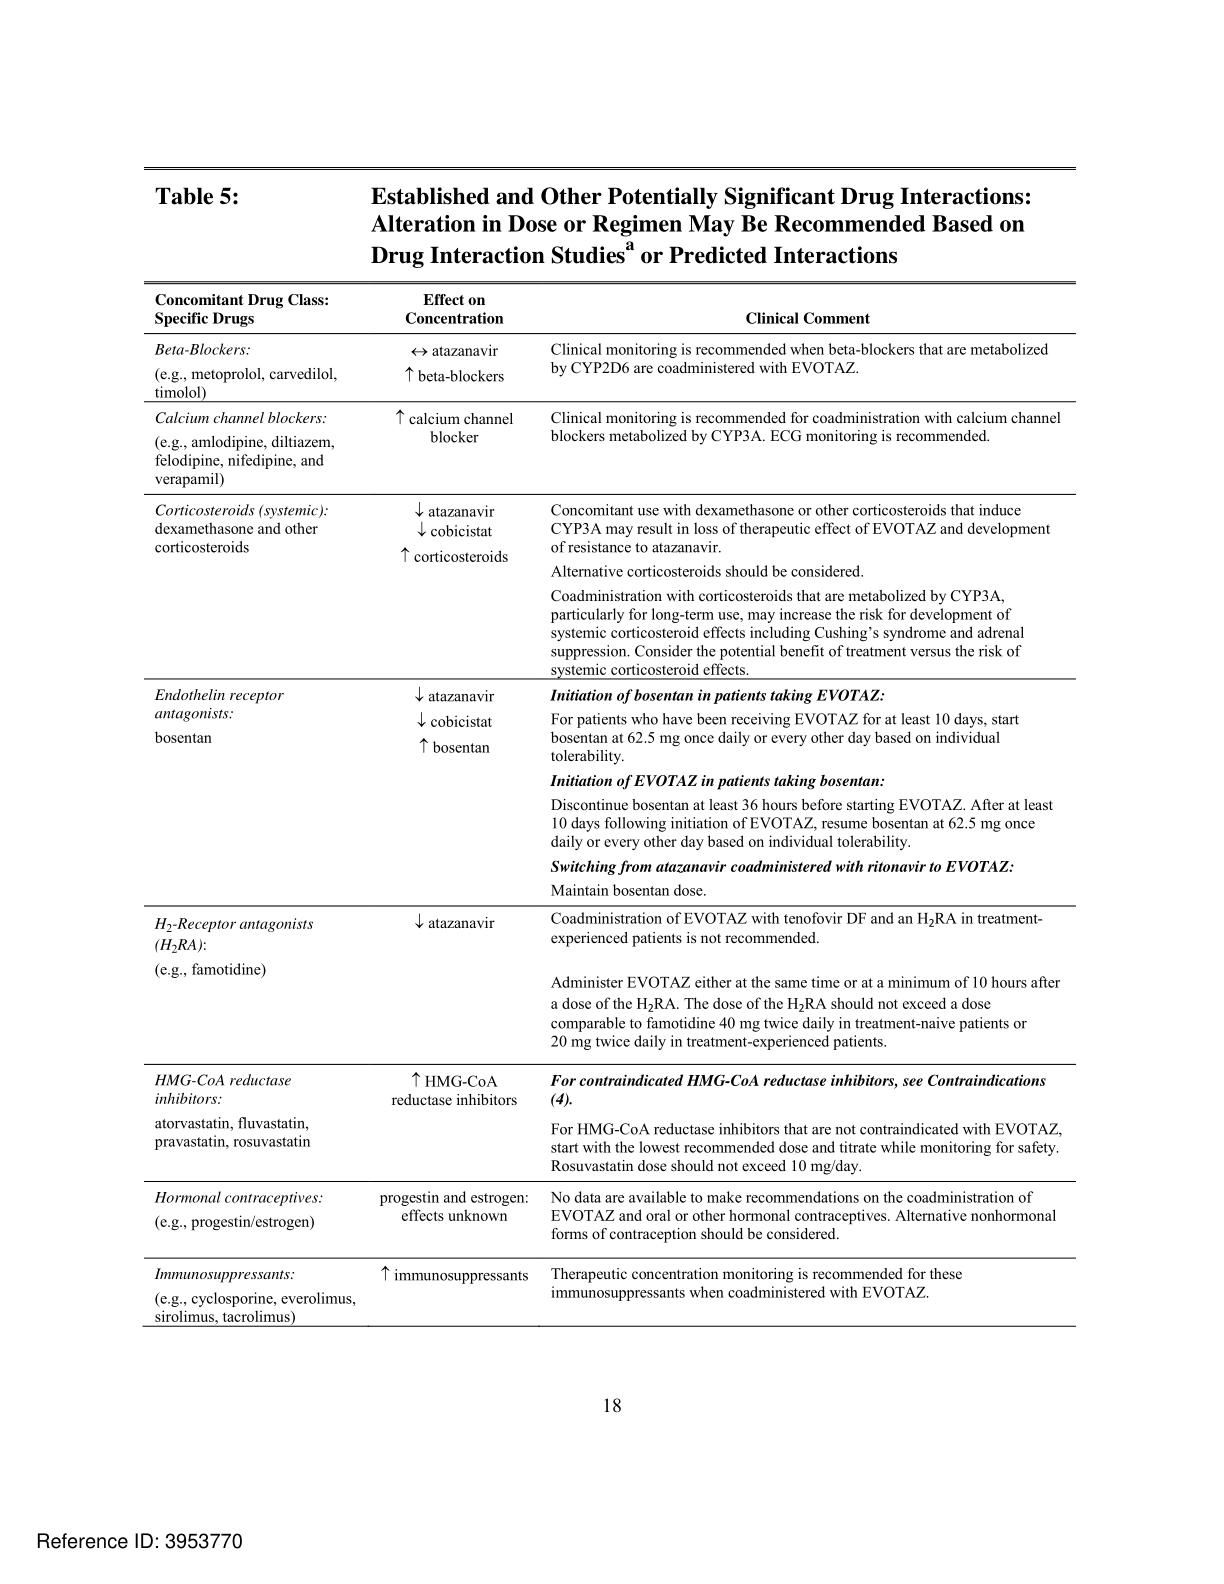 Table 5:
Established and Other Potentially Significant Drug Interactions:
Alteration in Dose or Regimen May Be Recommended Based on
Drug Interaction Studiesa or Predicted Interactions
Concomitant Drug Class:
Specific Drugs
Effect on
Concentration
Clinical Comment
Beta-Blockers:
(e.g., metoprolol, carvedilol,
timolol)
↔ atazanavir
↑ beta-blockers
Clinical monitoring is recommended when beta-blockers that are metabolized
by CYP2D6 are coadministered with EVOTAZ.
Calcium channel blockers:
(e.g., amlodipine, diltiazem,
felodipine, nifedipine, and
verapamil)
↑ calcium channel
blocker
Clinical monitoring is recommended for coadministration with calcium channel
blockers metabolized by CYP3A. ECG monitoring is recommended.
Corticosteroids (systemic):
dexamethasone and other
corticosteroids
↓ atazanavir
↓ cobicistat
↑ corticosteroids
Concomitant use with dexamethasone or other corticosteroids that induce
CYP3A may result in loss of therapeutic effect of EVOTAZ and development
of resistance to atazanavir.
Alternative corticosteroids should be considered.
Coadministration with corticosteroids that are metabolized by CYP3A,
particularly for long-term use, may increase the risk for development of
systemic corticosteroid effects including Cushing’s syndrome and adrenal
suppression. Consider the potential benefit of treatment versus the risk of
systemic corticosteroid effects.
Endothelin receptor
antagonists:
bosentan
↓ atazanavir
↓ cobicistat
↑ bosentan
Initiation of bosentan in patients taking EVOTAZ:
For patients who have been receiving EVOTAZ for at least 10 days, start
bosentan at 62.5 mg once daily or every other day based on individual
tolerability.
Initiation of EVOTAZ in patients taking bosentan:
Discontinue bosentan at least 36 hours before starting EVOTAZ. After at least
10 days following initiation of EVOTAZ, resume bosentan at 62.5 mg once
daily or every other day based on individual tolerability.
Switching from atazanavir coadministered with ritonavir to EVOTAZ:
Maintain bosentan dose.
H2-Receptor antagonists
(H2RA):
(e.g., famotidine)
↓ atazanavir
Coadministration of EVOTAZ with tenofovir DF and an H2RA in treatment-
experienced patients is not recommended.
Administer EVOTAZ either at the same time or at a minimum of 10 hours after
a dose of the H2RA. The dose of the H2RA should not exceed a dose
comparable to famotidine 40 mg twice daily in treatment-naive patients or
20 mg twice daily in treatment-experienced patients.
HMG-CoA reductase
inhibitors:
atorvastatin, fluvastatin,
pravastatin, rosuvastatin
↑ HMG-CoA
reductase inhibitors
For contraindicated HMG-CoA reductase inhibitors, see Contraindications
(4).
For HMG-CoA reductase inhibitors that are not contraindicated with EVOTAZ,
start with the lowest recommended dose and titrate while monitoring for safety.
Rosuvastatin dose should not exceed 10 mg/day.
Hormonal contraceptives:
(e.g., progestin/estrogen)
progestin and estrogen:
effects unknown
No data are available to make recommendations on the coadministration of
EVOTAZ and oral or other hormonal contraceptives. Alternative nonhormonal
forms of contraception should be considered.
Immunosuppressants:
(e.g., cyclosporine, everolimus,
sirolimus, tacrolimus)
↑ immunosuppressants
Therapeutic concentration monitoring is recommended for these
immunosuppressants when coadministered with EVOTAZ.
18
Reference ID: 3953770